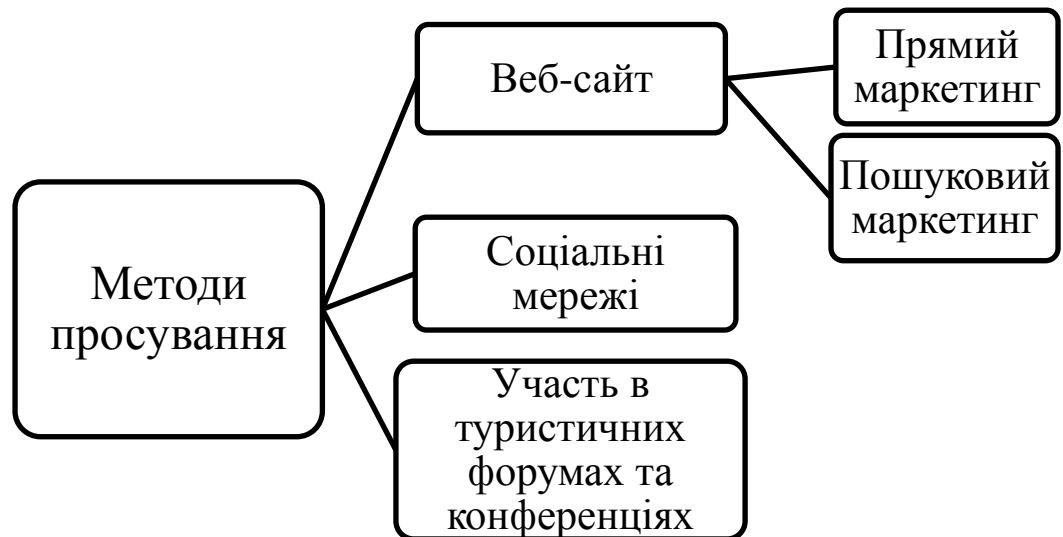 Методи
просування
Веб-сайт
Прямий
маркетинг
Пошуковий
маркетинг
Соціальні
мережі
Участь в
туристичних
форумах та
конференціях